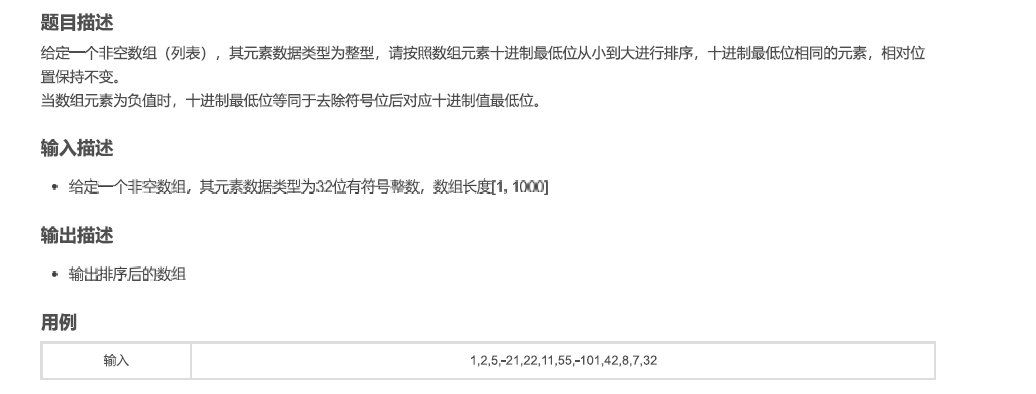 题目描述
给定一个非空数组（列表），其元素数据类型为整型，请按照数组元素十进制最低位从小到大进行排序，十进制最低位相同的元素，相对位
置保持不变。
当数组元素为负值时，十进制最低位等同于去除符号位后对应十进制值最低位。
输入描述
• 给定一个非空数组，其元素数据类型为32位有符号整数，数组长度[1, 1000]
输出描述
• 输出排序后的数组
用例
输入 1,2,5,-21,22,11,55,-101,42,8,7,32